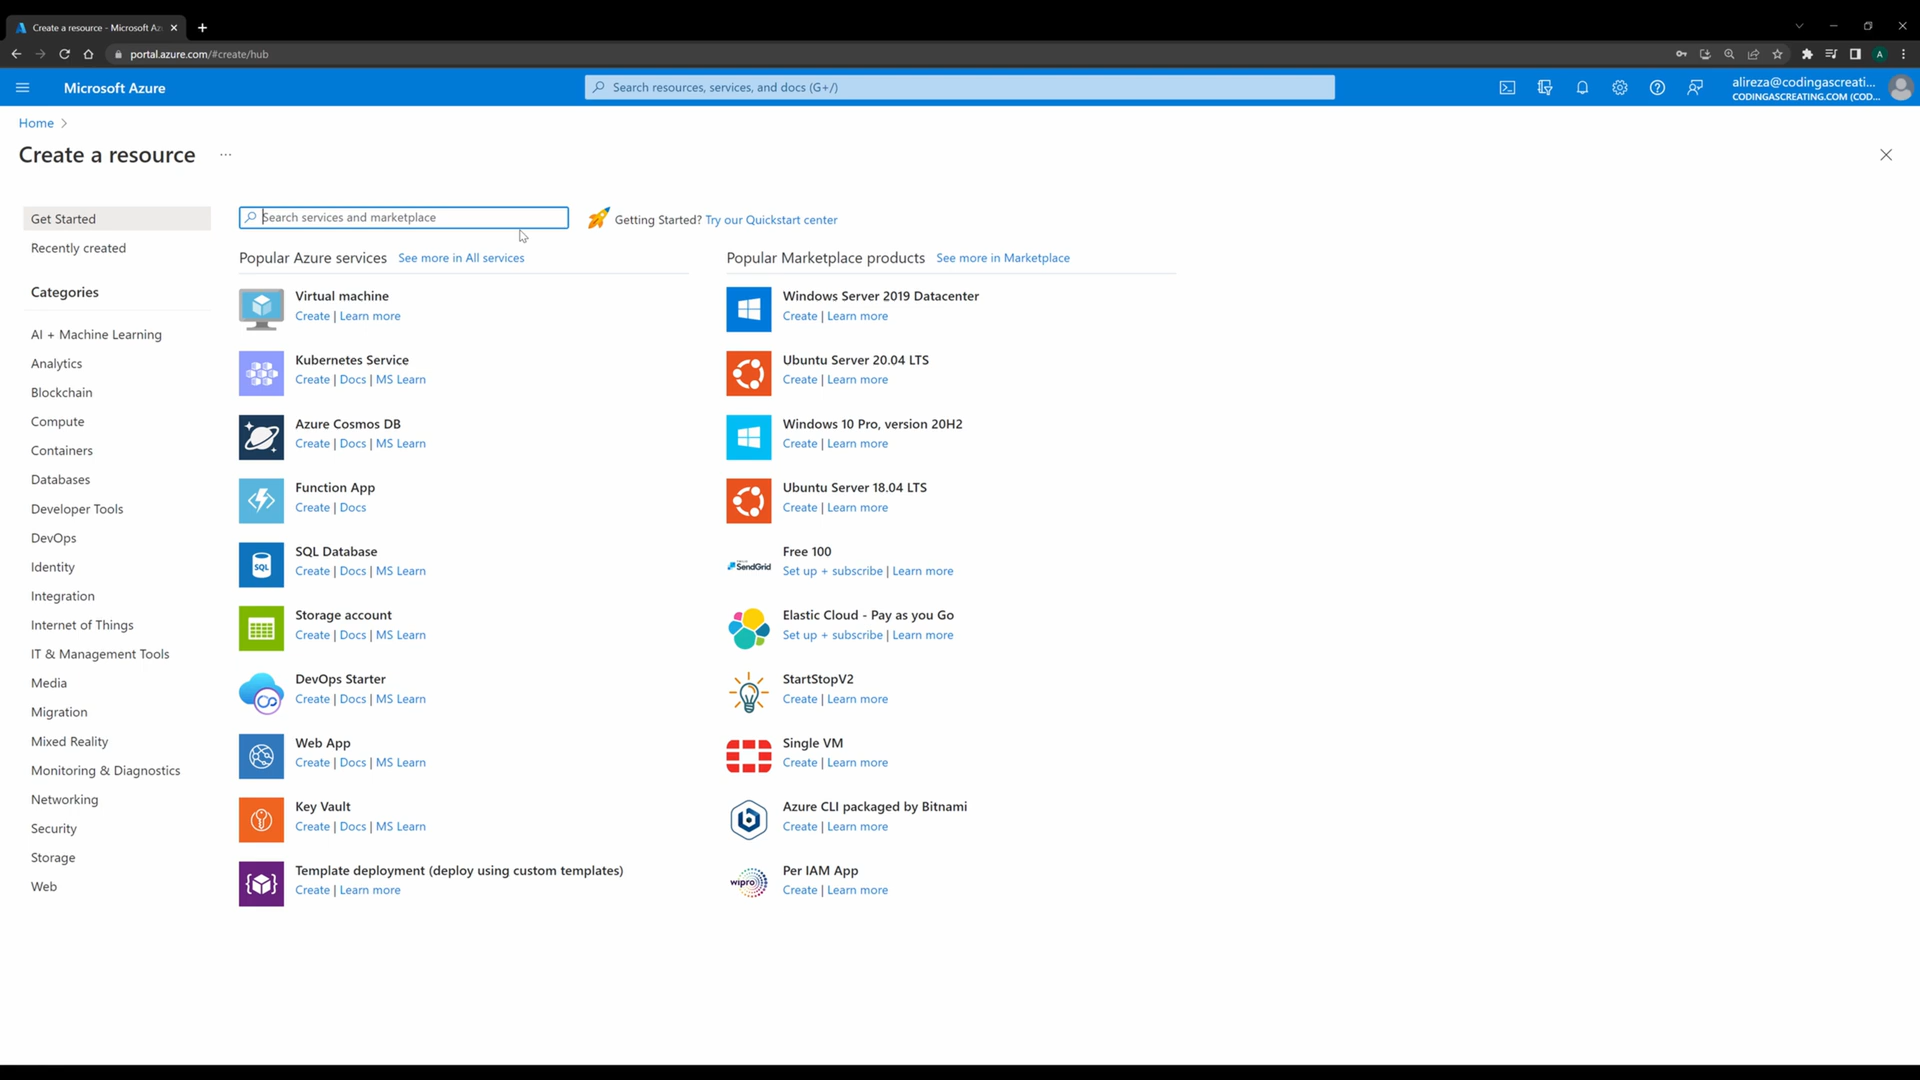 Create a resource - Microsoft Az
portal.azure.com/#create/hub
A
Microsoft Azure
Search resources, services, and docs (G+/)
alireza@codingascreati...
CODINGASCREATING.COM (COD...
Home
Create a resource
...
Get Started
Recently created
Categories
AI + Machine Learning
Analytics
Blockchain
Compute
Containers
Databases
Developer Tools
DevOps
Identity
Integration
Internet of Things
IT & Management Tools
Media
Migration
Mixed Reality
Monitoring & Diagnostics
Networking
Security
Storage
Web
Search services and marketplace
Getting Started? Try our Quickstart center
Popular Azure services See more in All services
Virtual machine
Create | Learn more
Kubernetes Service
Create | Docs | MS Learn
Azure Cosmos DB
Create | Docs | MS Learn
Function App
Create | Docs
SQL
SQL Database
Create | Docs | MS Learn
Storage account
Create | Docs | MS Learn
DevOps Starter
Create | Docs | MS Learn
Web App
Create | Docs | MS Learn
Key Vault
Create | Docs | MS Learn
Template deployment (deploy using custom templates)
Create | Learn more
Popular Marketplace products See more in Marketplace
Windows Server 2019 Datacenter
Create | Learn more
Ubuntu Server 20.04 LTS
Create | Learn more
Windows 10 Pro, version 20H2
Create | Learn more
Ubuntu Server 18.04 LTS
Create | Learn more
SendGrid
Free 100
Set up + subscribe | Learn more
Elastic Cloud - Pay as you Go
Set up + subscribe | Learn more
StartStopV2
Create | Learn more
Single VM
Create | Learn more
b
Azure CLI packaged by Bitnami
Create | Learn more
wipro
Per IAM App
Create | Learn more